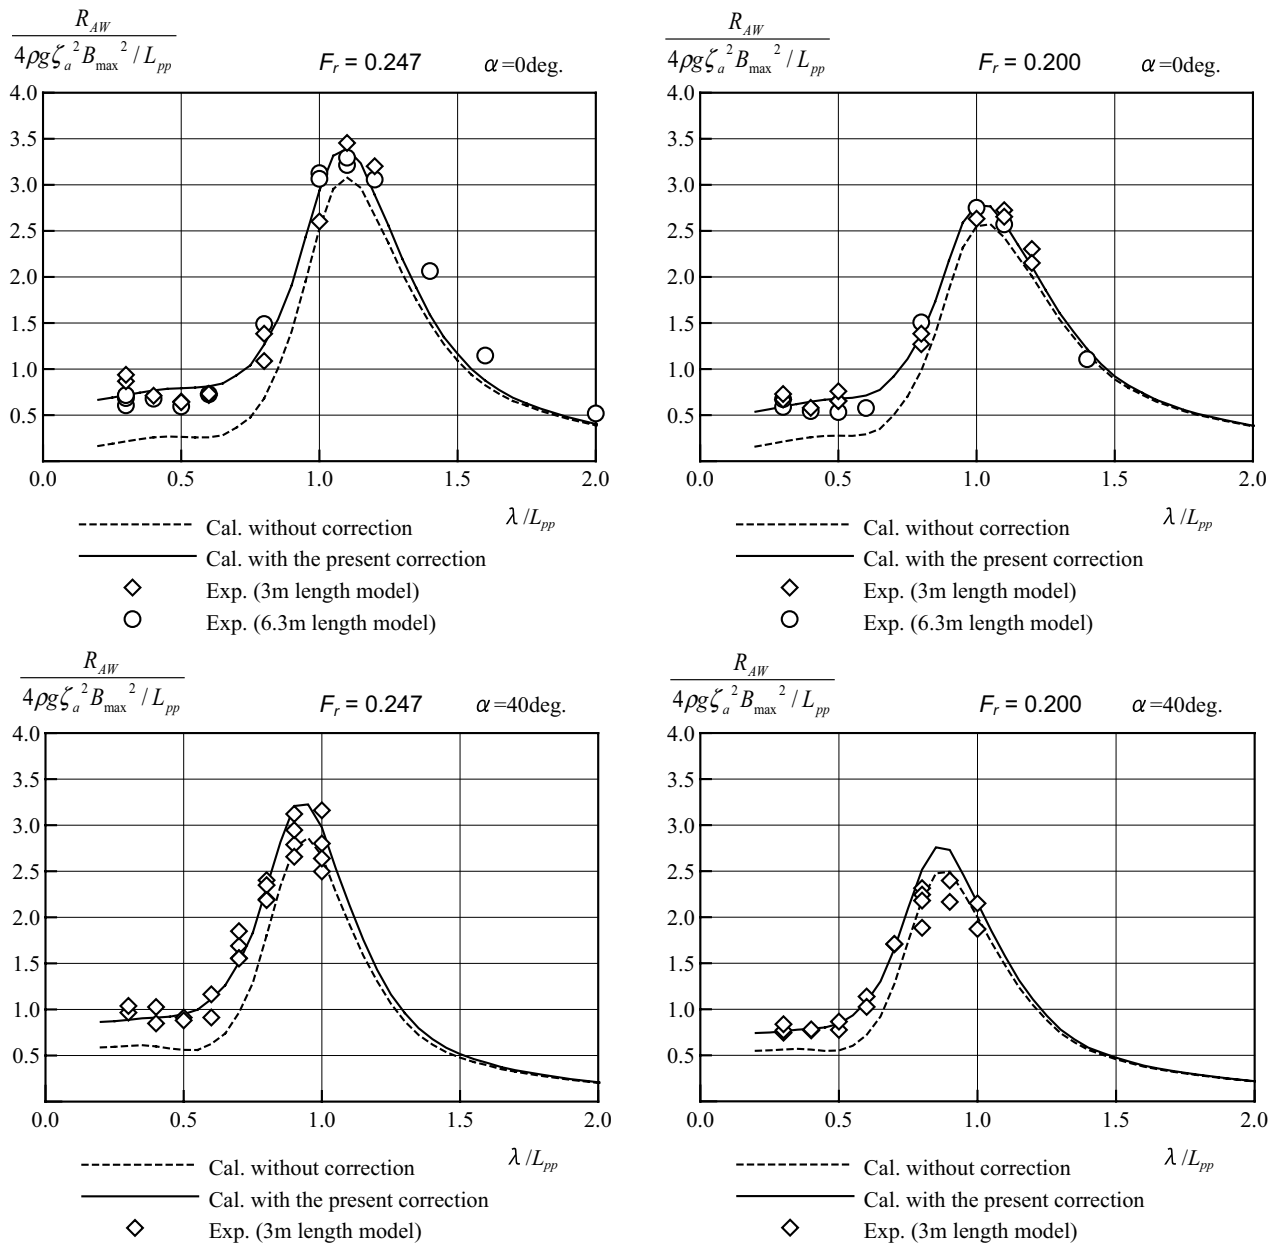 R_AW
4ρgζ_a²B_max²/L_pp
F_r = 0.247 α=0deg.
4.0
3.5
3.0
2.5
2.0
1.5
1.0
0.5
0.0 0.5 1.0 1.5 2.0
λ/L_pp
Cal. without correction
Cal. with the present correction
Exp. (3m length model)
Exp. (6.3m length model)
R_AW
4ρgζ_a²B_max²/L_pp
F_r = 0.200 α=0deg.
4.0
3.5
3.0
2.5
2.0
1.5
1.0
0.5
0.0 0.5 1.0 1.5 2.0
λ/L_pp
Cal. without correction
Cal. with the present correction
Exp. (3m length model)
Exp. (6.3m length model)
R_AW
4ρgζ_a²B_max²/L_pp
F_r = 0.247 α=40deg.
4.0
3.5
3.0
2.5
2.0
1.5
1.0
0.5
0.0 0.5 1.0 1.5 2.0
λ/L_pp
Cal. without correction
Cal. with the present correction
Exp. (3m length model)
R_AW
4ρgζ_a²B_max²/L_pp
F_r = 0.200 α=40deg.
4.0
3.5
3.0
2.5
2.0
1.5
1.0
0.5
0.0 0.5 1.0 1.5 2.0
λ/L_pp
Cal. without correction
Cal. with the present correction
Exp. (3m length model)